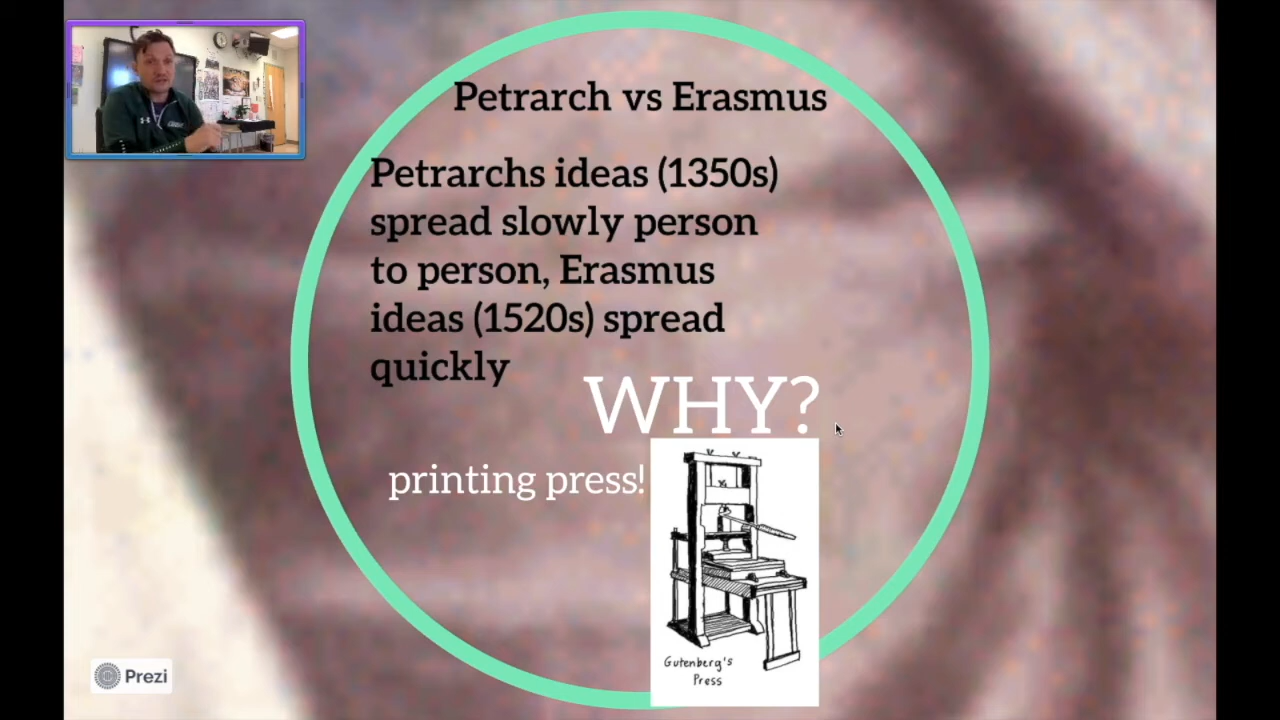 Petrarch vs Erasmus
Petrarchs ideas (1350s)
spread slowly person
to person, Erasmus
ideas (1520s) spread
quickly
WHY?
printing press!
Gutenberg's
Press
Prezi